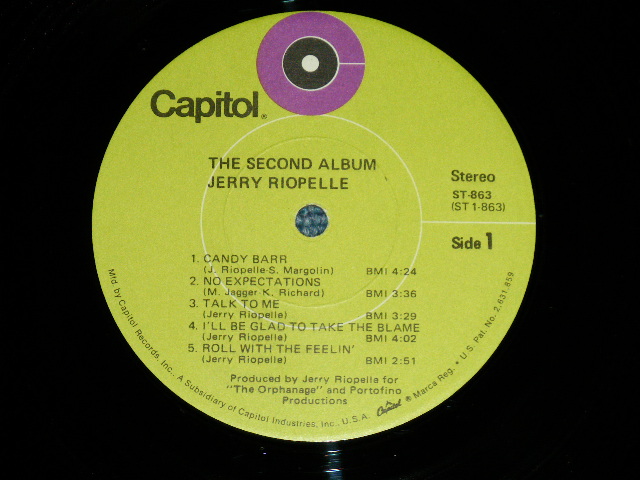 Capitol®
THE SECOND ALBUM
JERRY RIOPELLE
Stereo
ST-863
(ST 1-863)
Side 1
1. CANDY BARR
(J. Riopelle-S. Margolin) BMI 4:24
2. NO EXPECTATIONS
(M. Jagger-K. Richard) BMI 3:36
3. TALK TO ME
(Jerry Riopelle) BMI 3:29
4. I'LL BE GLAD TO TAKE THE BLAME
(Jerry Riopelle) BMI 4:02
5. ROLL WITH THE FEELIN'
(Jerry Riopelle) BMI 2:51
Produced by Jerry Riopelle for
"The Orphanage" and Portofino
Productions
Mfd. by Capitol Records, Inc., A Subsidiary of Capitol Industries, Inc., U.S.A. Capitol ® Marca Reg. • U.S. Pat. No. 2,631,859